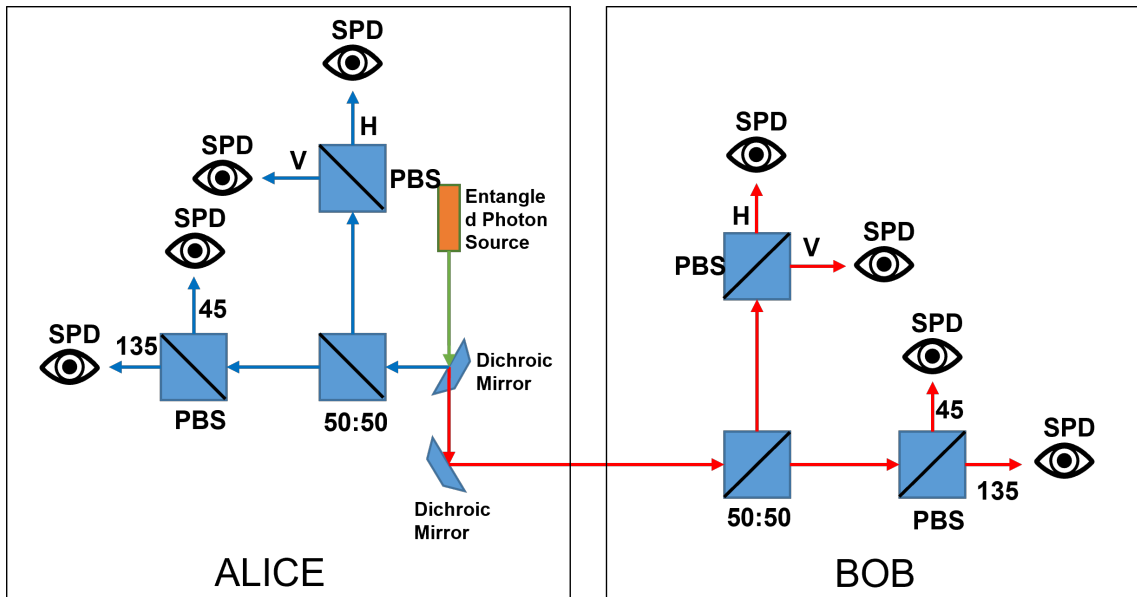 SPD
H
SPD
V
PBS
Entangle
d Photon
Source
SPD
45
SPD
135
PBS
50:50
Dichroic
Mirror
Dichroic
Mirror
ALICE
SPD
H
SPD
V
PBS
SPD
45
SPD
135
50:50
PBS
BOB